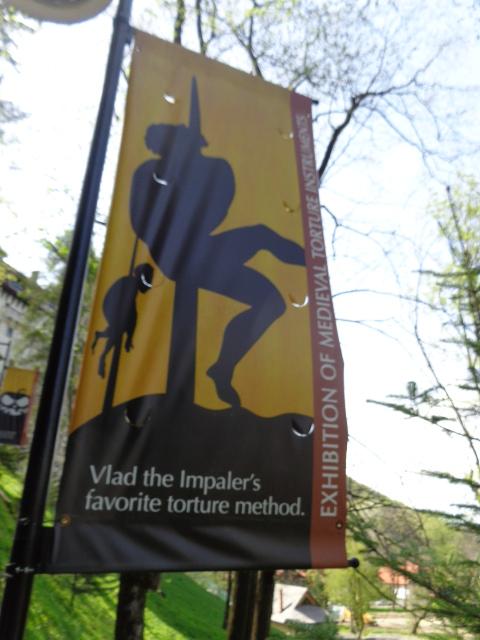 EXHIBITION OF MEDIEVAL TORTURE INSTRUMENTS
Vlad the Impaler's
favorite torture method.